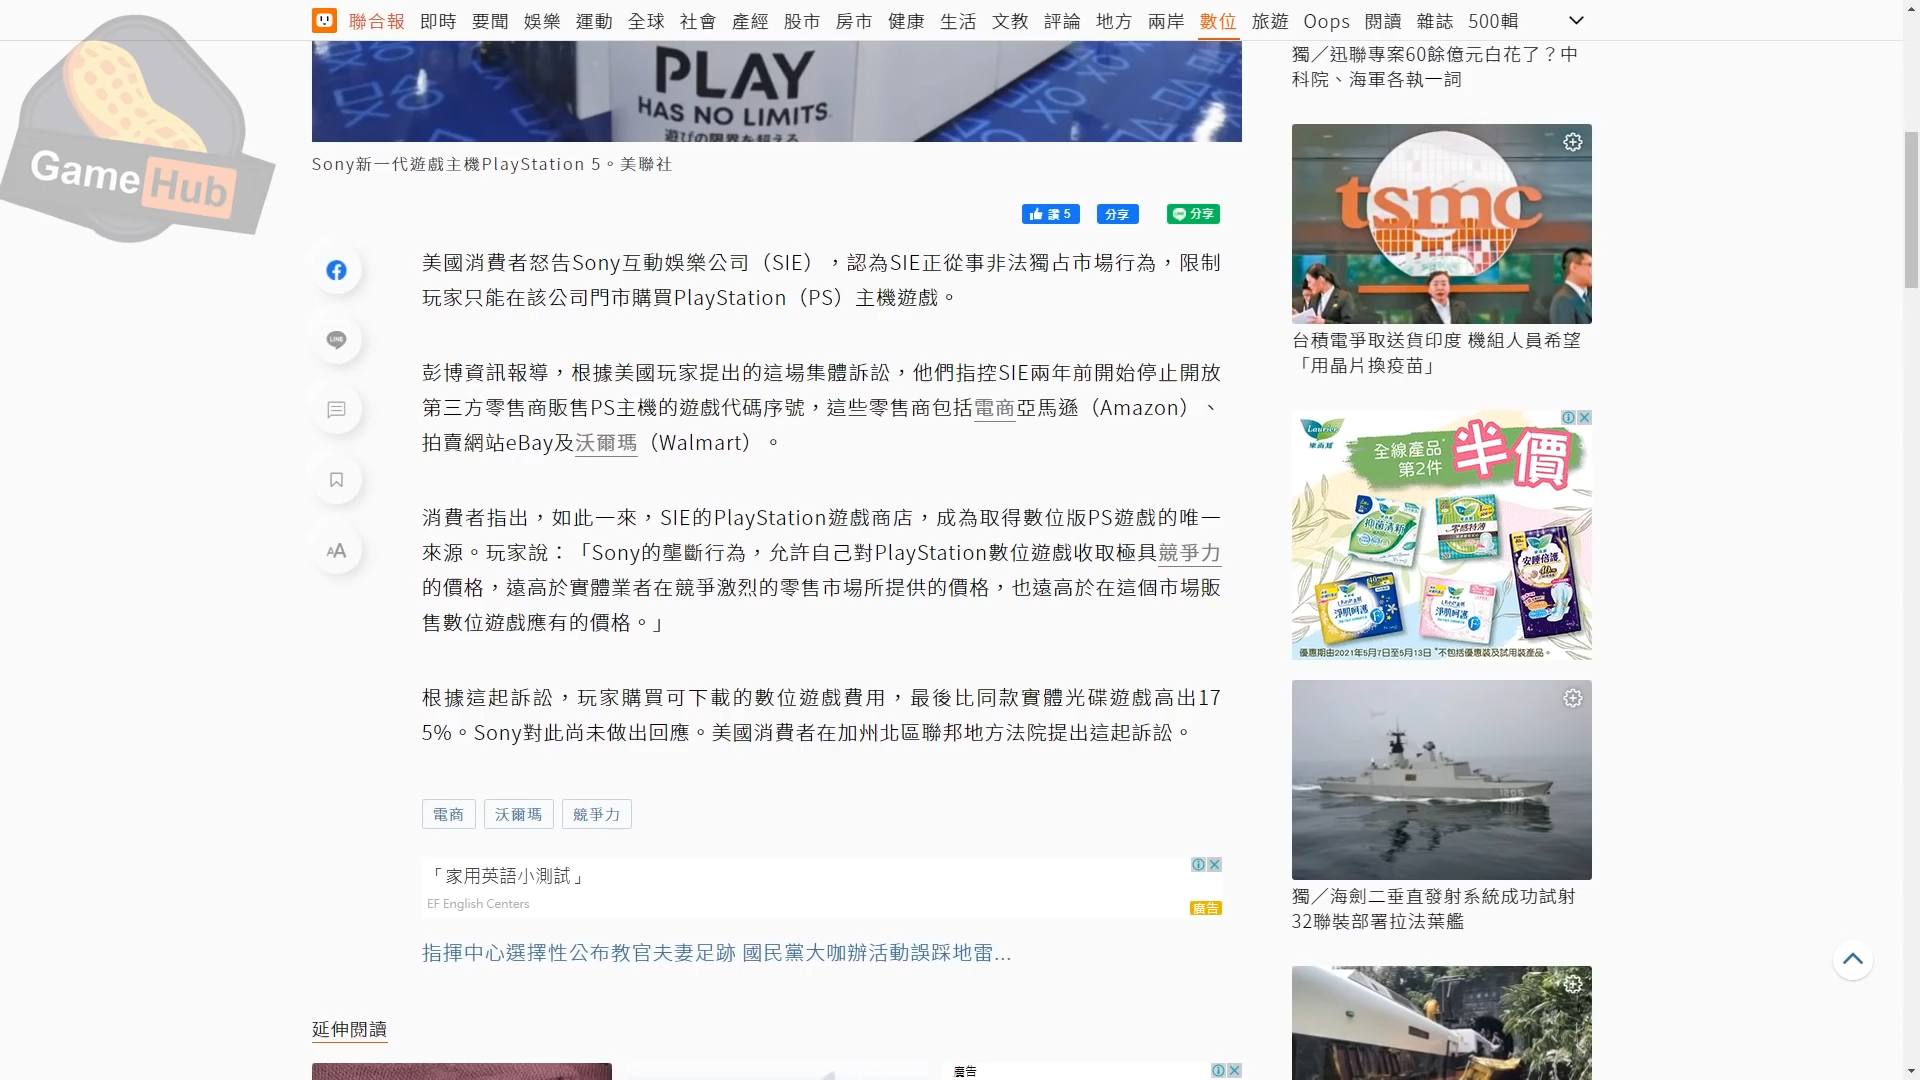 聯合報 即時 要聞 娛樂 運動 全球 社會 產經 股市 房市 健康 生活 文教 評論 地方 兩岸 數位 旅遊 Oops 閱讀 雜誌 500輯
GameHub
PLAY
HAS NO LIMITS.
遊びの限界を超える
Sony新一代遊戲主機PlayStation 5。美聯社
讚 5
分享
分享
美國消費者怒告Sony互動娛樂公司（SIE），認為SIE正從事非法獨占市場行為，限制
玩家只能在該公司門市購買PlayStation（PS）主機遊戲。
彭博資訊報導，根據美國玩家提出的這場集體訴訟，他們指控SIE兩年前開始停止開放
第三方零售商販售PS主機的遊戲代碼序號，這些零售商包括電商亞馬遜（Amazon）、
拍賣網站eBay及沃爾瑪（Walmart）。
消費者指出，如此一來，SIE的PlayStation遊戲商店，成為取得數位版PS遊戲的唯一
來源。玩家說：「Sony的壟斷行為，允許自己對PlayStation數位遊戲收取極具競爭力
的價格，遠高於實體業者在競爭激烈的零售市場所提供的價格，也遠高於在這個市場販
售數位遊戲應有的價格。」
根據這起訴訟，玩家購買可下載的數位遊戲費用，最後比同款實體光碟遊戲高出17
5%。Sony對此尚未做出回應。美國消費者在加州北區聯邦地方法院提出這起訴訟。
LINE
AA
電商
沃爾瑪
競爭力
「家用英語小測試」
EF English Centers
廣告
指揮中心選擇性公布教官夫妻足跡 國民黨大咖辦活動誤踩地雷...
延伸閱讀
廣告
獨／迅聯專案60餘億元白花了？中
科院、海軍各執一詞
tsmc
台積電爭取送貨印度 機組人員希望
「用晶片換疫苗」
Laurier
樂而雅
全線產品*
第2件
半價
抑菌清新
零感特薄
安睡倍護
40cm
淨肌呵護
淨肌呵護
優惠期由2021年5月7日至5月13日 *不包括優惠裝及試用裝產品。
1205
獨／海劍二垂直發射系統成功試射
32聯裝部署拉法葉艦